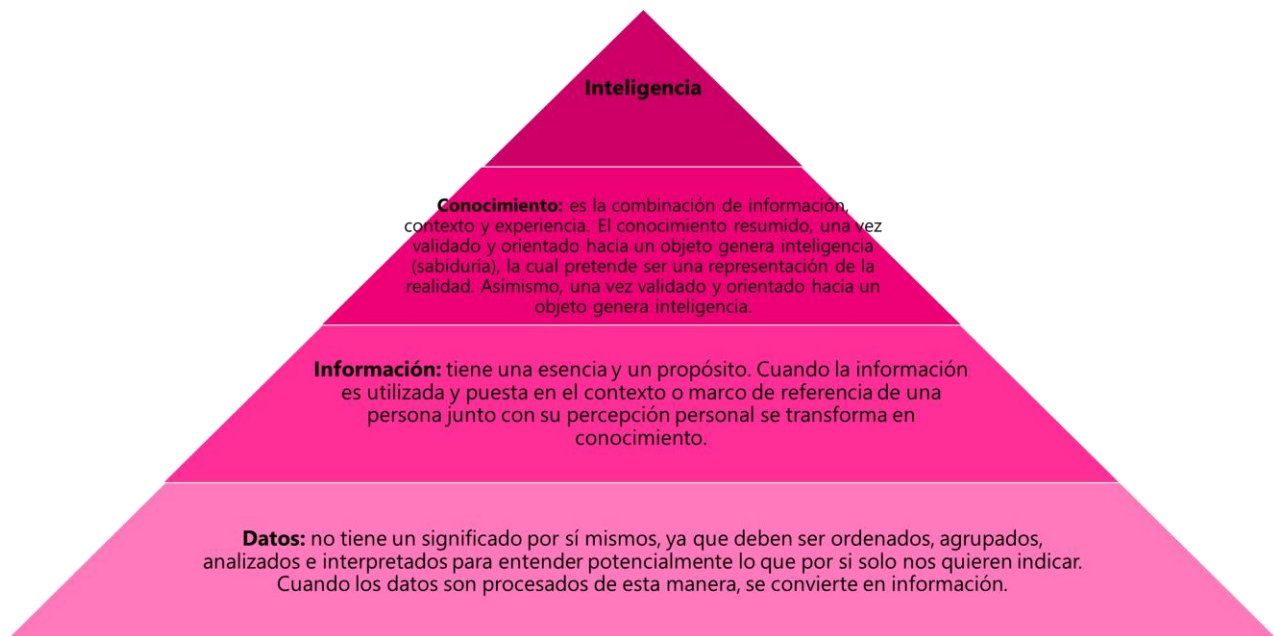 Inteligencia
Conocimiento: es la combinación de información,
contexto y experiencia. El conocimiento resumido, una vez
validado y orientado hacia un objeto genera inteligencia
(sabiduría), la cual pretende ser una representación de la
realidad. Asimismo, una vez validado y orientado hacia un
objeto genera inteligencia.
Información: tiene una esencia y un propósito. Cuando la información
es utilizada y puesta en el contexto o marco de referencia de una
persona junto con su percepción personal se transforma en
conocimiento.
Datos: no tiene un significado por sí mismos, ya que deben ser ordenados, agrupados,
analizados e interpretados para entender potencialmente lo que por si solo nos quieren indicar.
Cuando los datos son procesados de esta manera, se convierte en información.